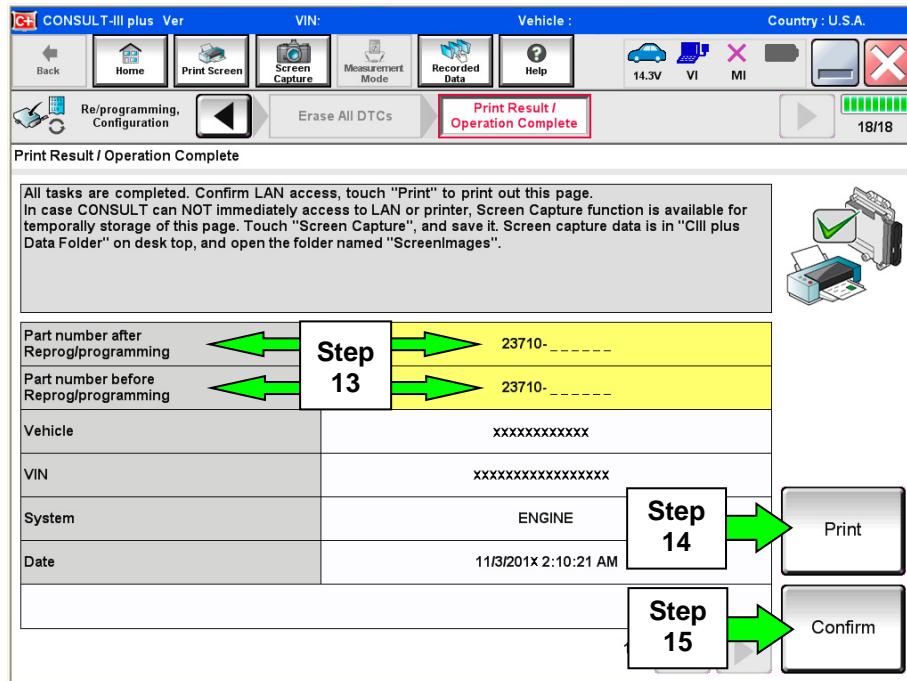 C+ CONSULT-III plus Ver VIN: Vehicle : Country : U.S.A.
Back Home Print Screen Screen Capture Measurement Mode Recorded Data Help 14.3V VI MI
Re/programming, Configuration Erase All DTCs Print Result / Operation Complete 18/18
Print Result / Operation Complete
All tasks are completed. Confirm LAN access, touch "Print" to print out this page.
In case CONSULT can NOT immediately access to LAN or printer, Screen Capture function is available for
temporally storage of this page. Touch "Screen Capture", and save it. Screen capture data is in "CIII plus
Data Folder" on desk top, and open the folder named "ScreenImages".
Part number after
Reprog/programming
23710-_ _ _ _ _ _
Step
13
Part number before
Reprog/programming
23710-_ _ _ _ _ _
Vehicle
xxxxxxxxxxxx
VIN
xxxxxxxxxxxxxxxxx
System
ENGINE
Step
14
Print
Date
11/3/201x 2:10:21 AM
Step
15
Confirm